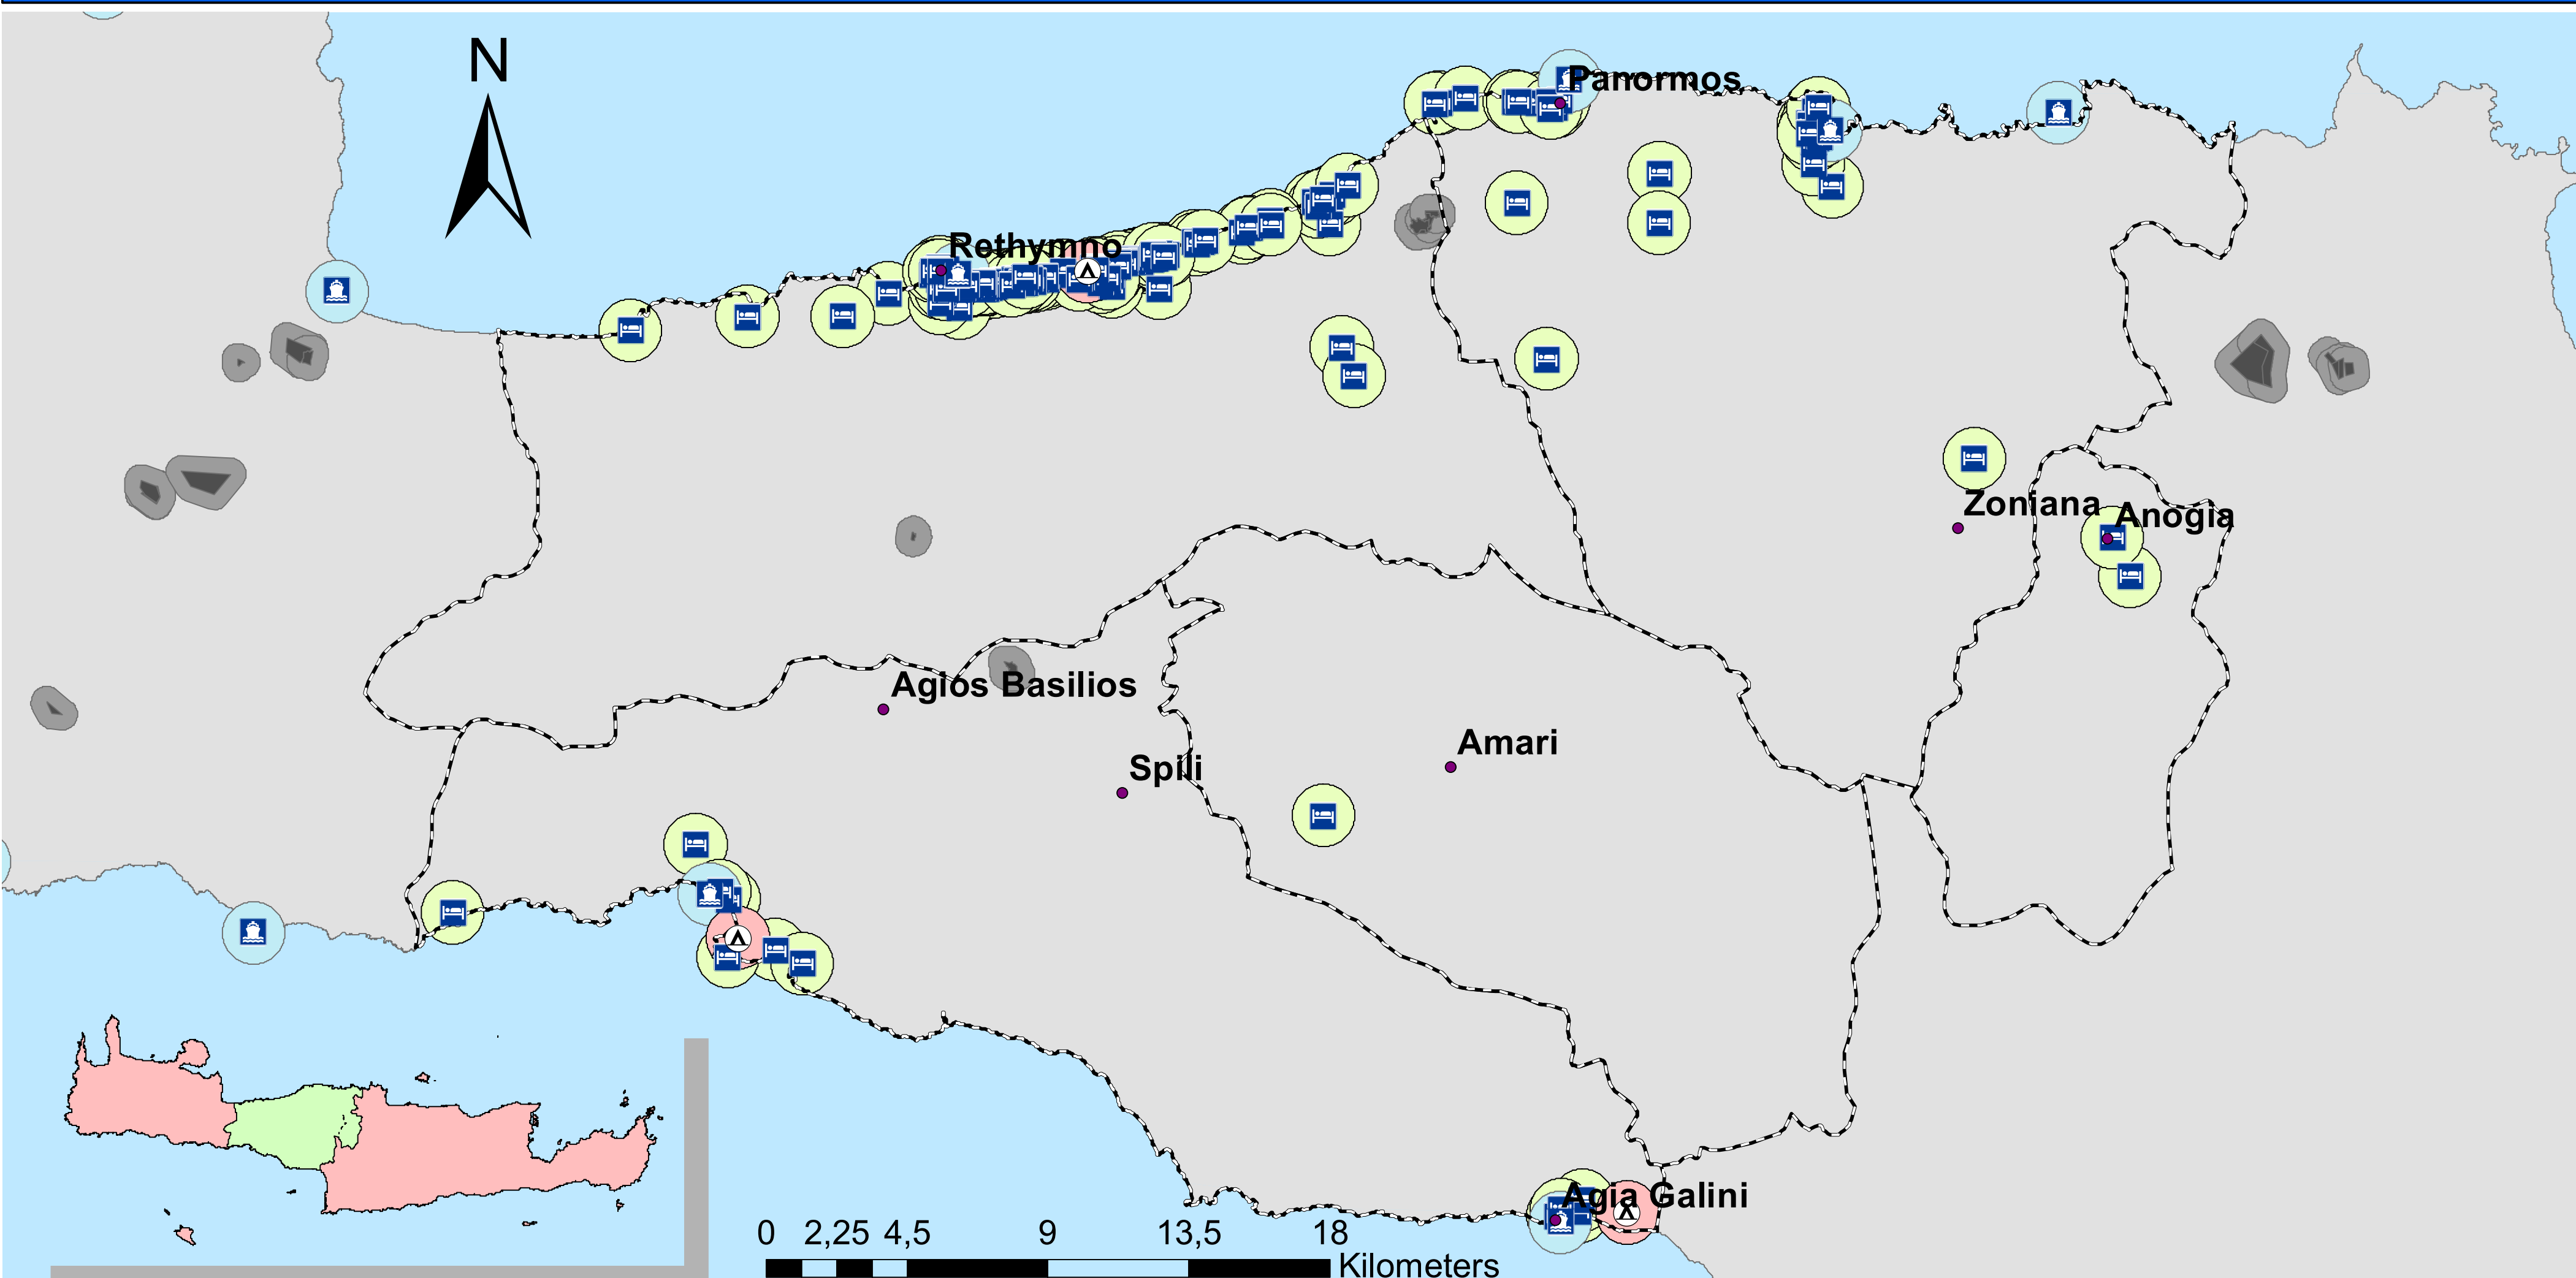 N
Panormos
Rethymno
Zoniana
Anogia
Agios Basilios
Amari
Spili
Agia Galini
0 2,25 4,5 9 13,5 18
Kilometers